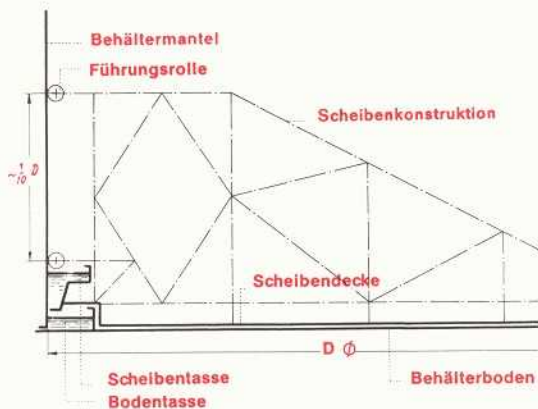 Behältermantel
Führungsrolle
Scheibenkonstruktion
~ 1/10 D
Scheibendecke
D Φ
Scheibentasse
Behälterboden
Bodentasse